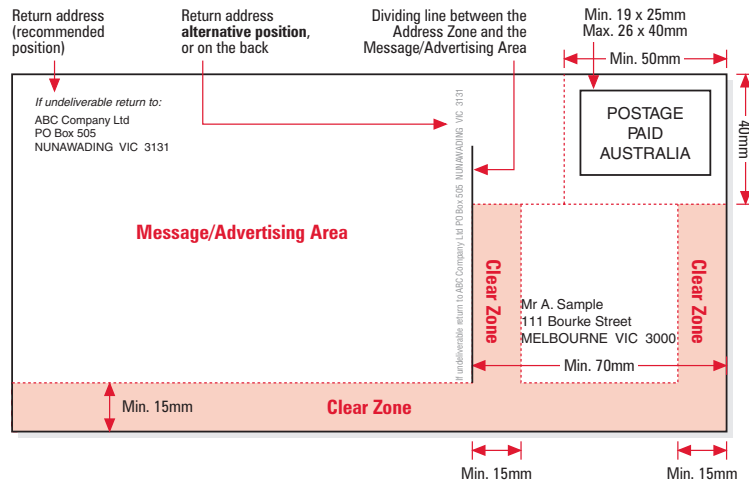 Return address
(recommended
position)
Return address
alternative position,
or on the back
Dividing line between the
Address Zone and the
Message/Advertising Area
Min. 19 x 25mm
Max. 26 x 40mm
Min. 50mm
If undeliverable return to:
ABC Company Ltd
PO Box 505
NUNAWADING VIC 3131
If undeliverable return to ABC Company Ltd PO Box 505 NUNAWADING VIC 3131
POSTAGE
PAID
AUSTRALIA
40mm
Message/Advertising Area
Clear Zone
Mr A. Sample
111 Bourke Street
MELBOURNE VIC 3000
Clear Zone
Min. 70mm
Min. 15mm
Clear Zone
Min. 15mm
Min. 15mm